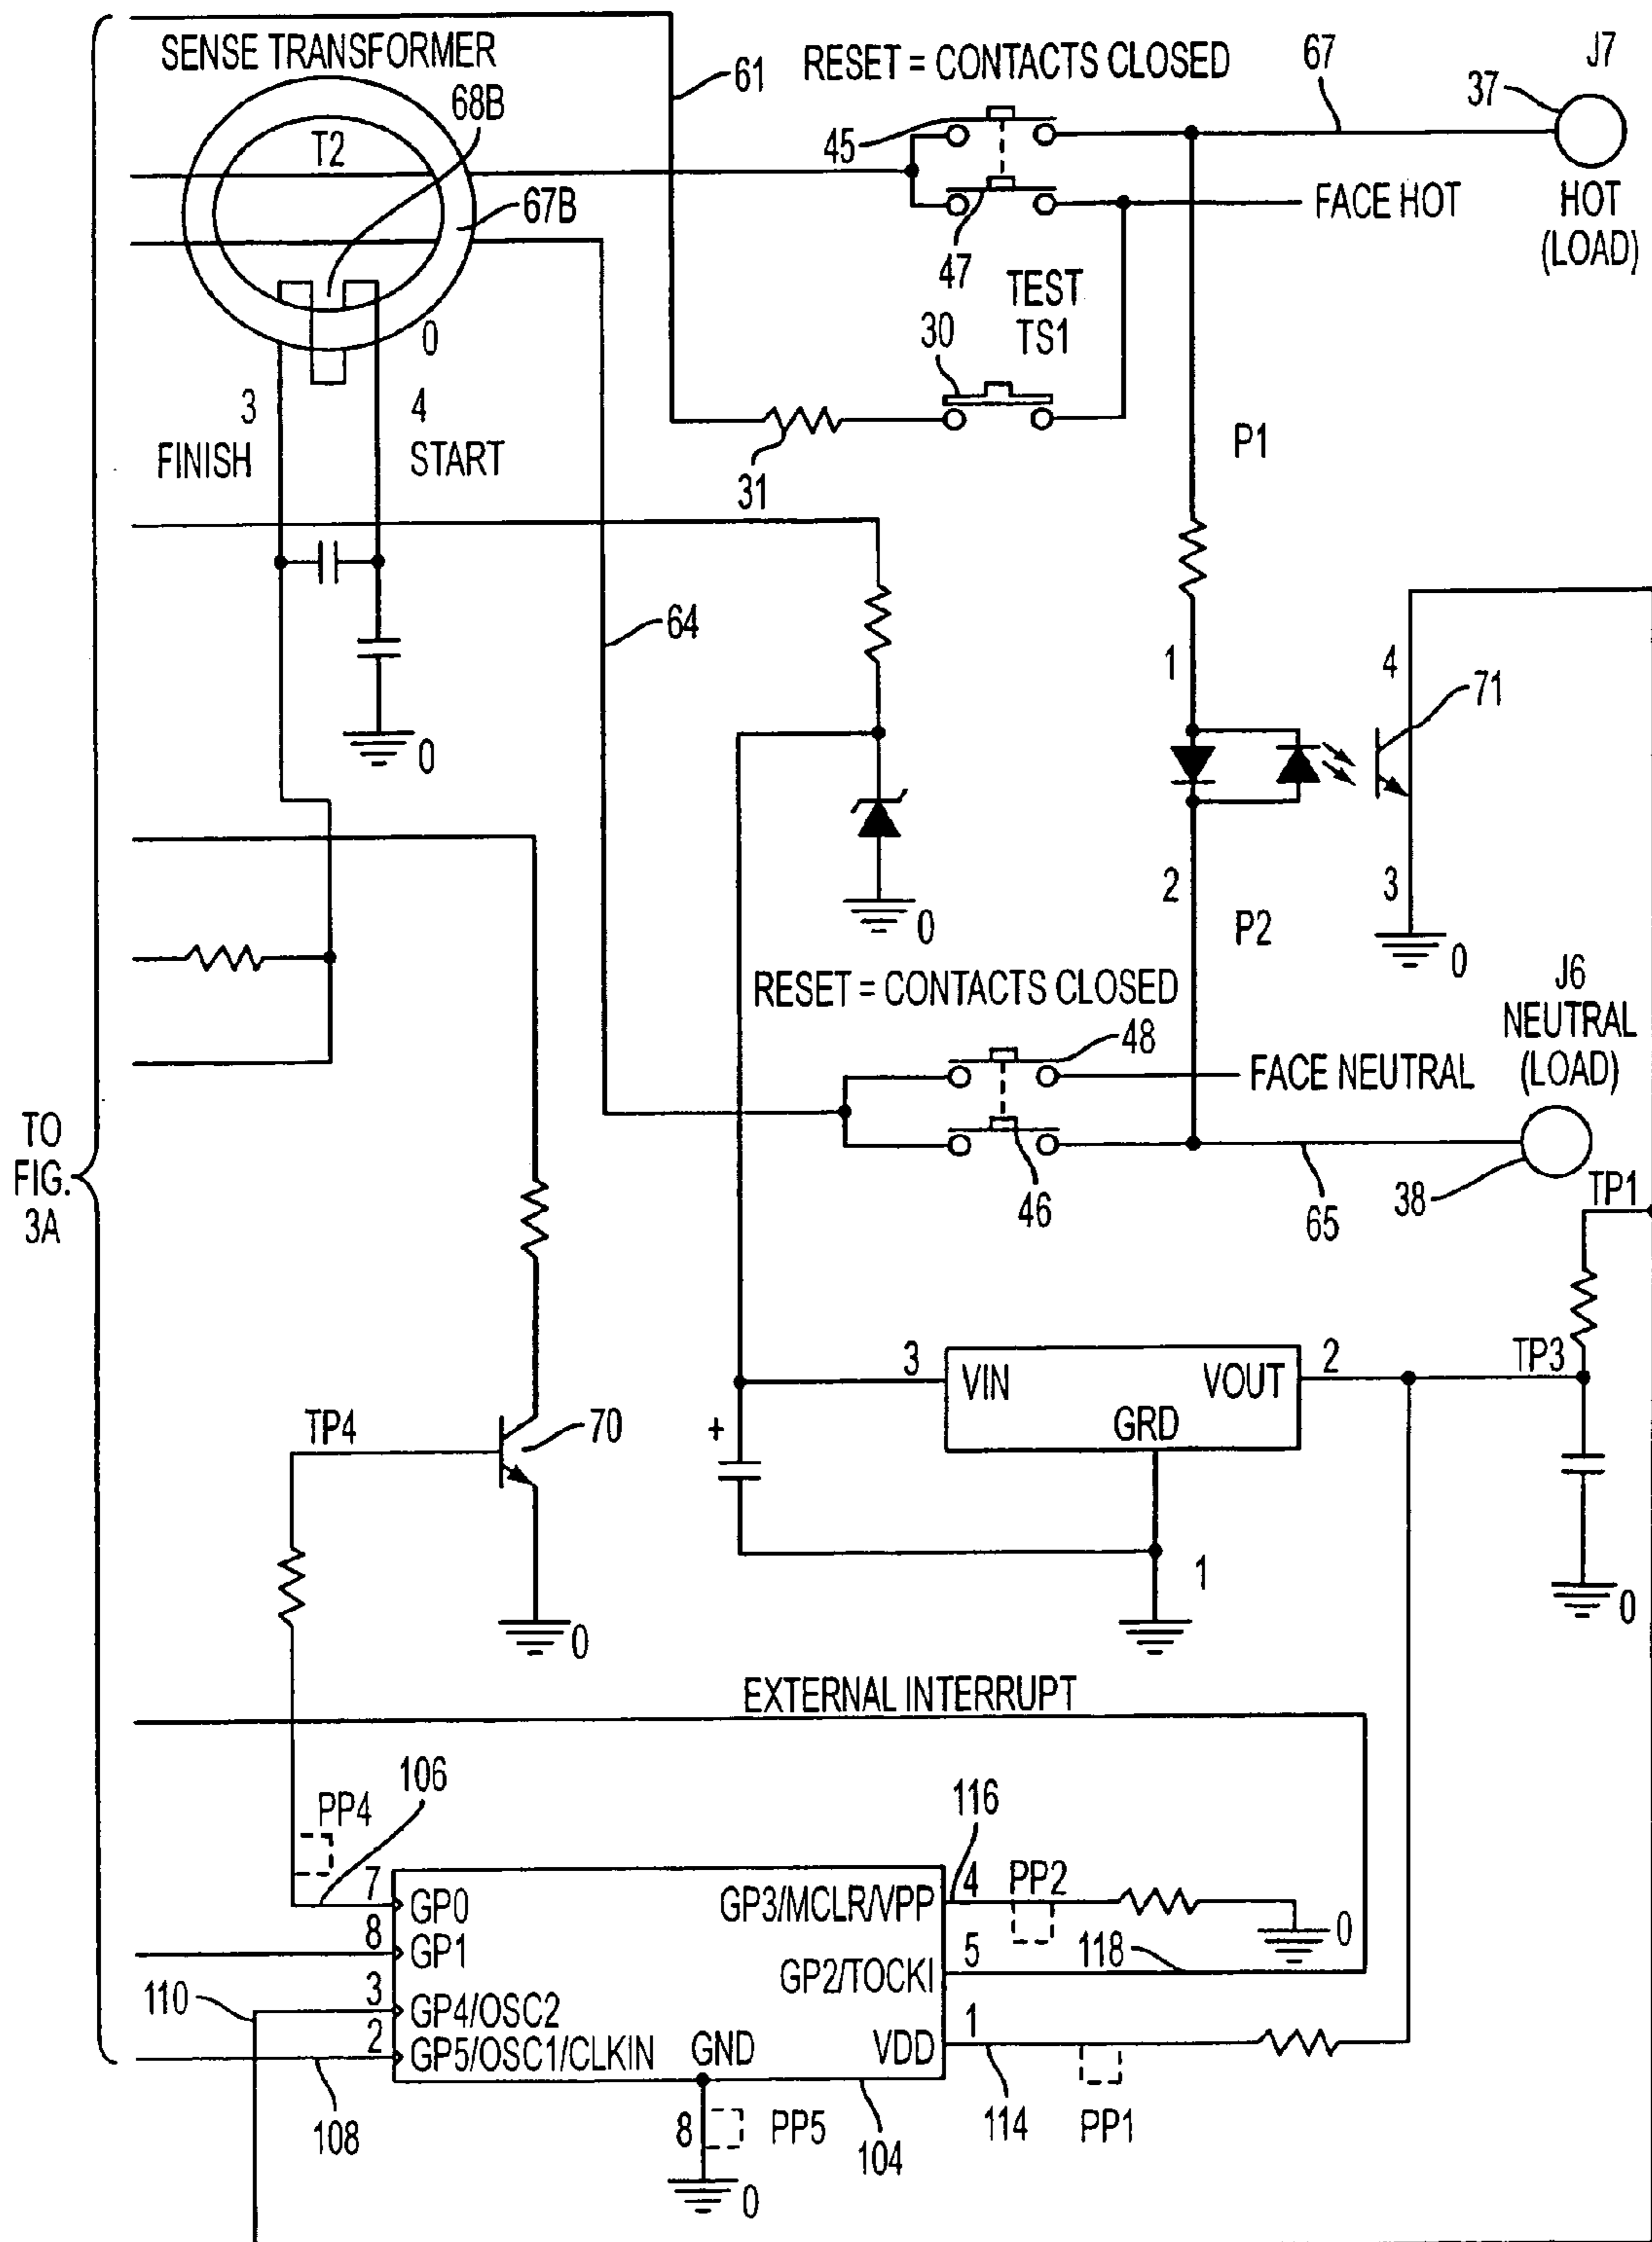 SENSE TRANSFORMER
68B
T2
67B
0
3
4
FINISH
START
61
RESET = CONTACTS CLOSED
67
37
J7
45
47
FACE HOT
HOT
(LOAD)
TEST
TS1
30
31
P1
64
0
1
4
71
2
3
P2
0
0
RESET = CONTACTS CLOSED
48
FACE NEUTRAL
J6
NEUTRAL
(LOAD)
46
65
38
TP1
TO
FIG.
3A
TP4
70
0
+
3
VIN
VOUT
GRD
2
TP3
1
0
EXTERNAL INTERRUPT
106
PP4
7
GP0
8
GP1
110
3
GP4/OSC2
2
GP5/OSC1/CLKIN
108
GND
8
PP5
0
104
116
GP3/MCLR/VPP
4
PP2
0
GP2/TOCKI
5
118
VDD
1
114
PP1